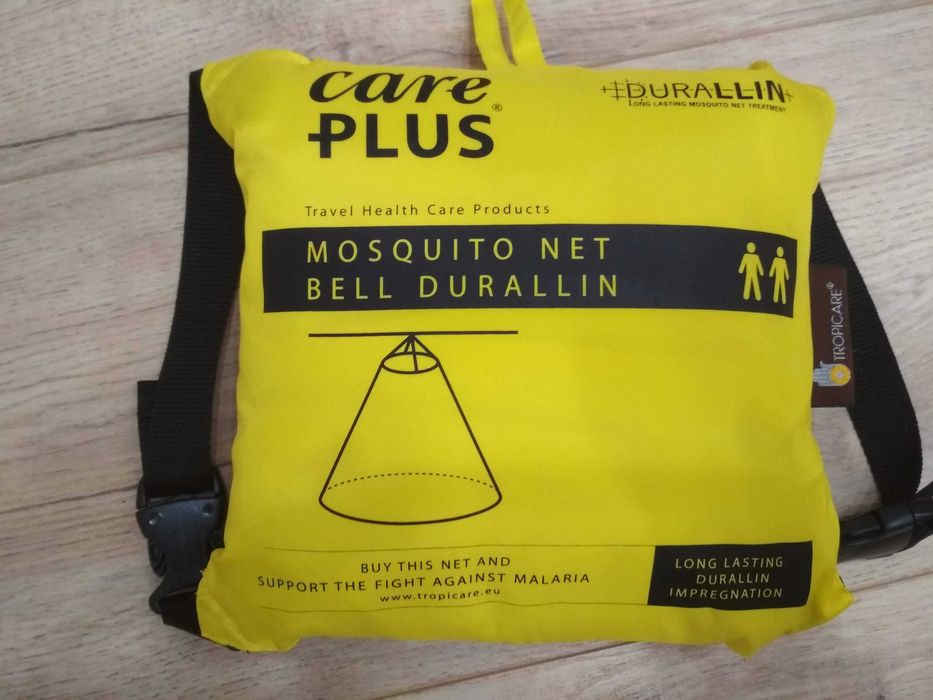 care
PLUS®
DURALLIN
LONG LASTING MOSQUITO NET TREATMENT
Travel Health Care Products
MOSQUITO NET
BELL DURALLIN
TROPICARE®
BUY THIS NET AND
SUPPORT THE FIGHT AGAINST MALARIA
www.tropicare.eu
LONG LASTING
DURALLIN
IMPREGNATION